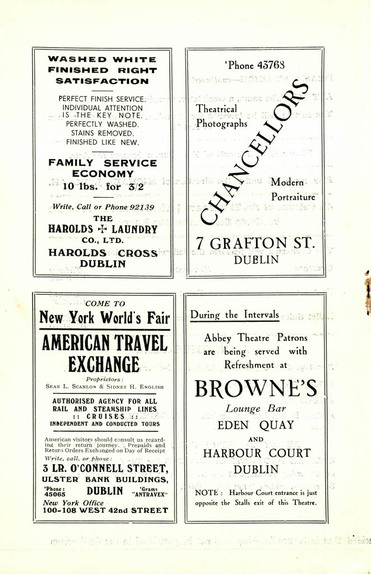 WASHED WHITE
FINISHED RIGHT
SATISFACTION
PERFECT FINISH SERVICE.
INDIVIDUAL ATTENTION
IS THE KEY NOTE.
PERFECTLY WASHED.
STAINS REMOVED.
FINISHED LIKE NEW.
FAMILY SERVICE
ECONOMY
10 lbs. for 3/2
Write, Call or Phone 92139
THE
HAROLDS ✠ LAUNDRY
CO., LTD.
HAROLDS CROSS
DUBLIN
'Phone 43768
Theatrical
Photographs
CHANCELLORS
Modern
Portraiture
7 GRAFTON ST.
DUBLIN
COME TO
New York World's Fair
AMERICAN TRAVEL
EXCHANGE
Proprietors:
SEAN L. SCANLON & SIDNEY H. ENGLISH
AUTHORISED AGENCY FOR ALL
RAIL AND STEAMSHIP LINES
:: CRUISES ::
INDEPENDENT AND CONDUCTED TOURS
American visitors should consult us regard-
ing their return journey. Prepaids and
Return Orders Exchanged on Day of Receipt
Write, call, or phone:
3 LR. O'CONNELL STREET,
ULSTER BANK BUILDINGS,
'Phone: 45065 DUBLIN 'Grams "ANTRAVEX"
New York Office
100-108 WEST 42nd STREET
During the Intervals
Abbey Theatre Patrons
are being served with
Refreshment at
BROWNE'S
Lounge Bar
EDEN QUAY
AND
HARBOUR COURT
DUBLIN
NOTE : Harbour Court entrance is just
opposite the Stalls exit of this Theatre.